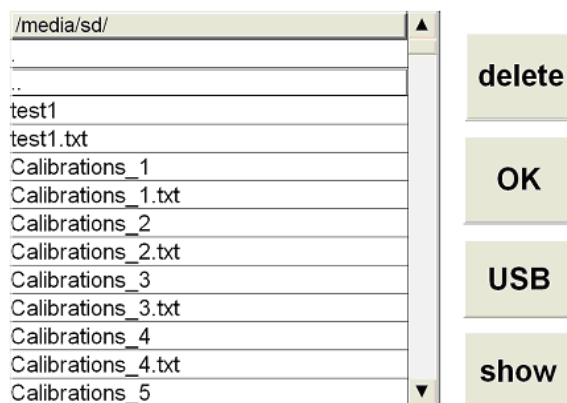 /media/sd/
.
..
test1
test1.txt
Calibrations_1
Calibrations_1.txt
Calibrations_2
Calibrations_2.txt
Calibrations_3
Calibrations_3.txt
Calibrations_4
Calibrations_4.txt
Calibrations_5
delete
OK
USB
show